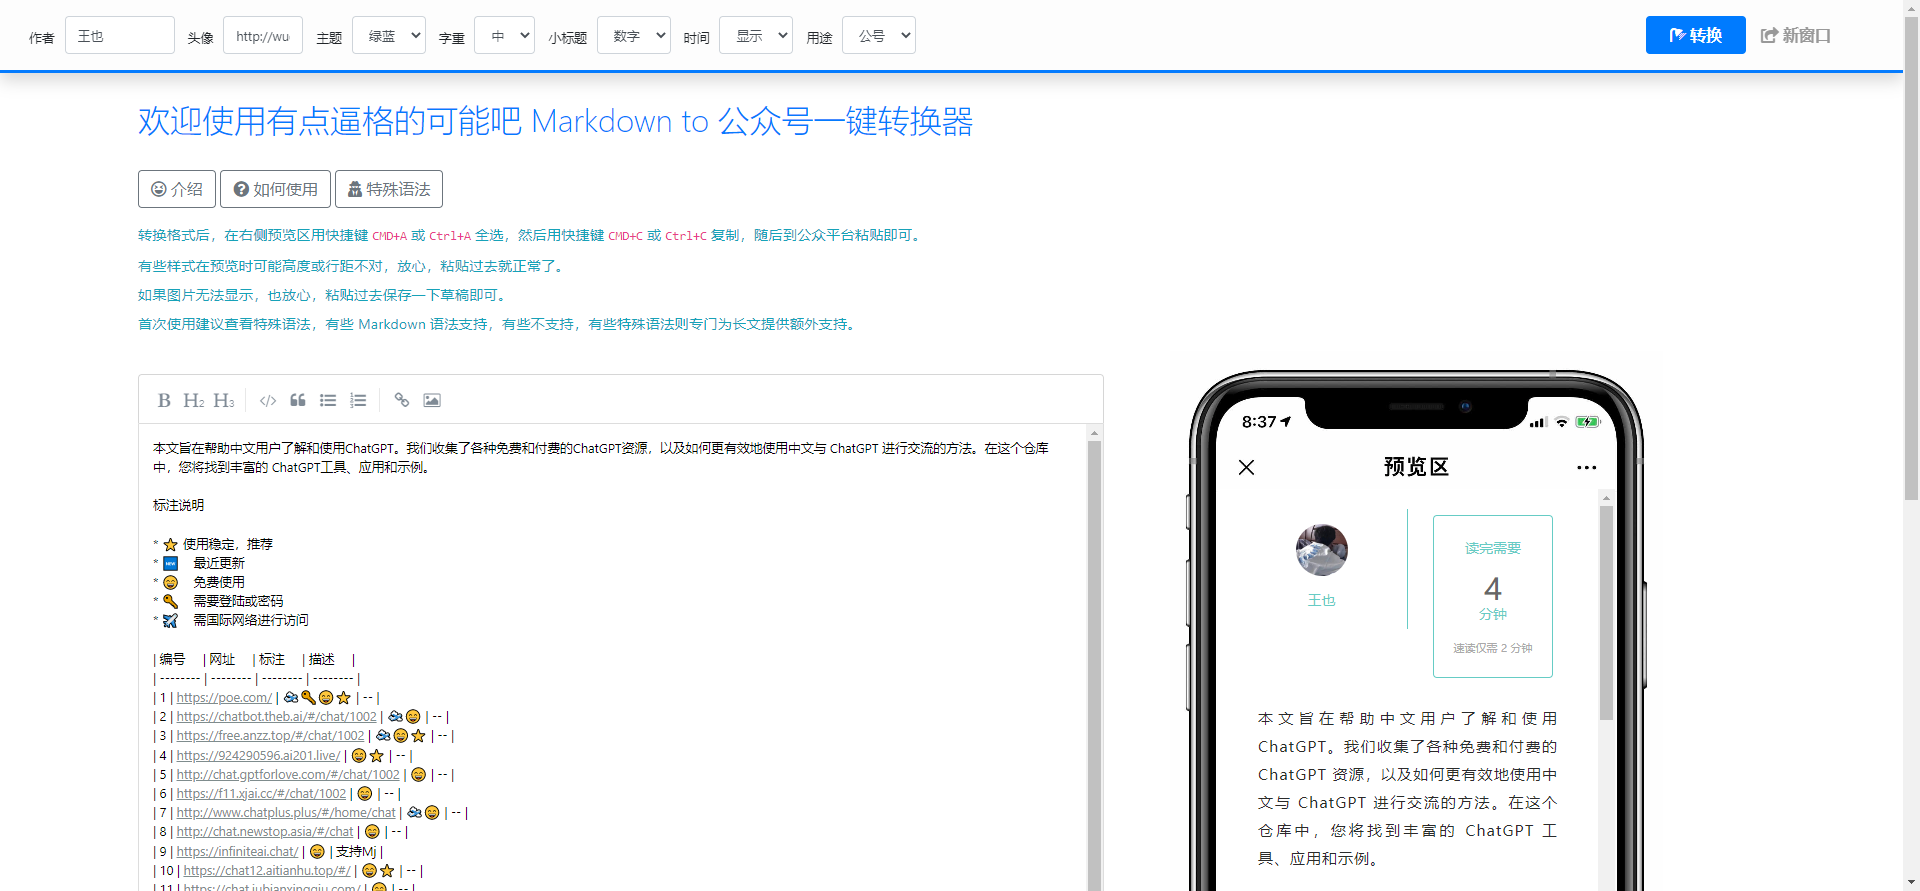 作者 王也 头像 http://wu 主题 绿蓝 字重 中 小标题 数字 时间 显示 用途 公号 转换 新窗口
欢迎使用有点逼格的可能吧 Markdown to 公众号一键转换器
介绍 如何使用 特殊语法
转换格式后，在右侧预览区用快捷键 CMD+A 或 Ctrl+A 全选，然后用快捷键 CMD+C 或 Ctrl+C 复制，随后到公众平台粘贴即可。
有些样式在预览时可能高度或行距不对，放心，粘贴过去就正常了。
如果图片无法显示，也放心，粘贴过去保存一下草稿即可。
首次使用建议查看特殊语法，有些 Markdown 语法支持，有些不支持，有些特殊语法则专门为长文提供额外支持。
B H2 H3
本文旨在帮助中文用户了解和使用ChatGPT。我们收集了各种免费和付费的ChatGPT资源，以及如何更有效地使用中文与 ChatGPT 进行交流的方法。在这个仓库
中，您将找到丰富的 ChatGPT工具、应用和示例。
标注说明
* ⭐ 使用稳定，推荐
* 🆕 最近更新
* 😄 免费使用
* 🔑 需要登陆或密码
* ✈️ 需国际网络进行访问
| 编号 | 网址 | 标注 | 描述 |
| -------- | -------- | -------- | -------- |
| 1 | https://poe.com/ | 🔑😄⭐ | -- |
| 2 | https://chatbot.theb.ai/#/chat/1002 | 😄 | -- |
| 3 | https://free.anzz.top/#/chat/1002 | 😄⭐ | -- |
| 4 | https://924290596.ai201.live/ | 😄⭐ | -- |
| 5 | http://chat.gptforlove.com/#/chat/1002 | 😄 | -- |
| 6 | https://f11.xjai.cc/#/chat/1002 | 😄 | -- |
| 7 | http://www.chatplus.plus/#/home/chat | 😄 | -- |
| 8 | http://chat.newstop.asia/#/chat | 😄 | -- |
| 9 | https://infiniteai.chat/ | 😄 | 支持Mj |
| 10 | https://chat12.aitianhu.top/#/ | 😄⭐ | -- |
| 11 | https://chat.jubianxingqiu.com/ | 😄 | -- |
8:37
预览区
王也
读完需要
4
分钟
速读仅需 2 分钟
本文旨在帮助中文用户了解和使用
ChatGPT。我们收集了各种免费和付费的
ChatGPT 资源，以及如何更有效地使用中
文与 ChatGPT 进行交流的方法。在这个
仓库中，您将找到丰富的 ChatGPT 工
具、应用和示例。